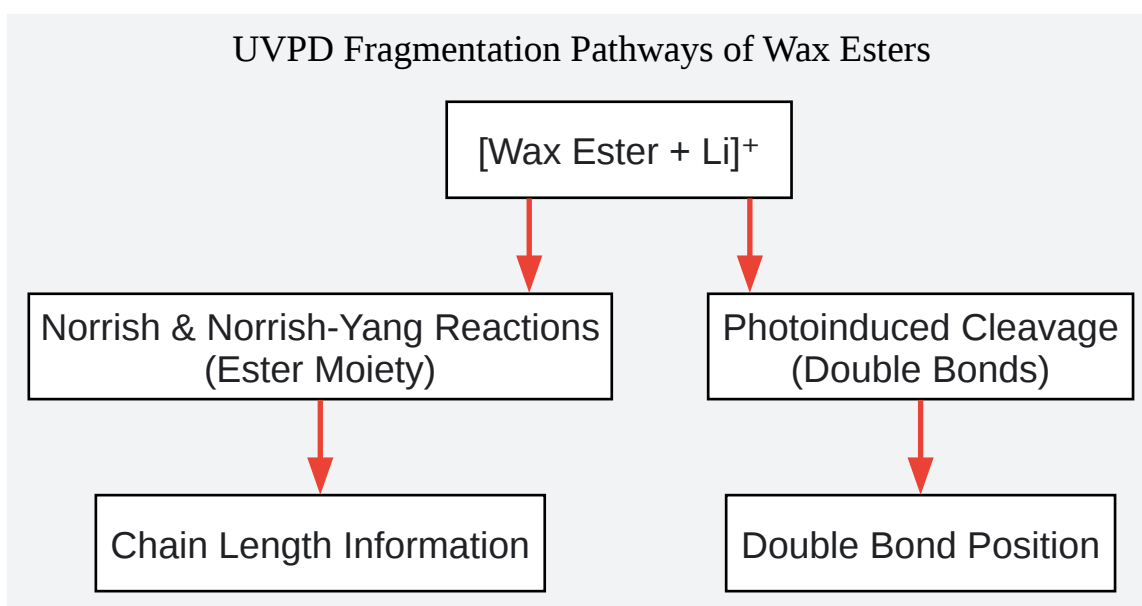 UVPD Fragmentation Pathways of Wax Esters
[Wax Ester + Li]⁺
Norrish & Norrish-Yang Reactions
(Ester Moiety)
Photoinduced Cleavage
(Double Bonds)
Chain Length Information
Double Bond Position